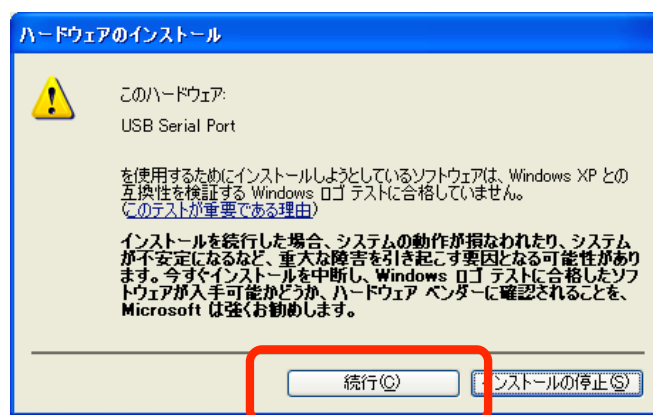 ハードウェアのインストール
このハードウェア:
USB Serial Port
を使用するためにインストールしようとしているソフトウェアは、Windows XP との
互換性を検証する Windows ロゴ テストに合格していません。
(このテストが重要である理由)
インストールを続行した場合、システムの動作が損なわれたり、システム
が不安定になるなど、重大な障害を引き起こす要因となる可能性があり
ます。今すぐインストールを中断し、Windows ロゴ テストに合格したソフ
トウェアが入手可能かどうか、ハードウェア ベンダーに確認されることを、
Microsoft は強くお勧めします。
続行(C) インストールの停止(S)